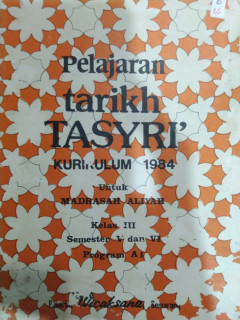 Pelajaran
tarikh
TASYRI'
KURIKULUM 1984
Untuk
MADRASAH ALIYAH
Kelas III
Semester V dan VI
Program A1
Wicaksana